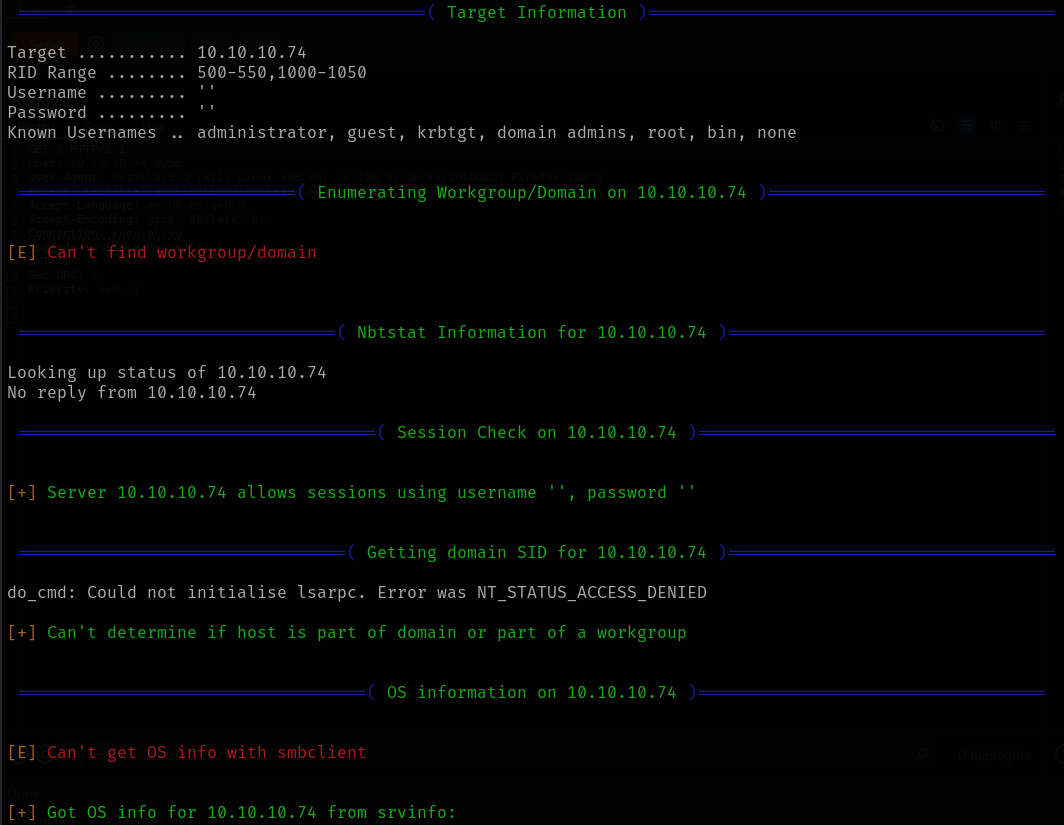 ( Target Information )
Target ........... 10.10.10.74
RID Range ........ 500-550,1000-1050
Username ......... ''
Password ......... ''
Known Usernames .. administrator, guest, krbtgt, domain admins, root, bin, none
( Enumerating Workgroup/Domain on 10.10.10.74 )
[E] Can't find workgroup/domain
( Nbtstat Information for 10.10.10.74 )
Looking up status of 10.10.10.74
No reply from 10.10.10.74
( Session Check on 10.10.10.74 )
[+] Server 10.10.10.74 allows sessions using username '', password ''
( Getting domain SID for 10.10.10.74 )
do_cmd: Could not initialise lsarpc. Error was NT_STATUS_ACCESS_DENIED
[+] Can't determine if host is part of domain or part of a workgroup
( OS information on 10.10.10.74 )
[E] Can't get OS info with smbclient
0 highlights
[+] Got OS info for 10.10.10.74 from srvinfo: